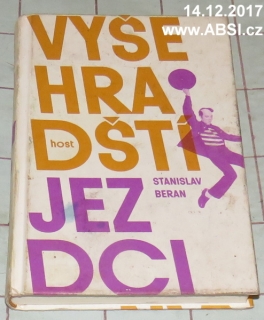 14.12.2017
www.ABSI.cz
VYŠE
HRA
host
DŠTÍ
STANISLAV
BERAN
JEZ
DCI